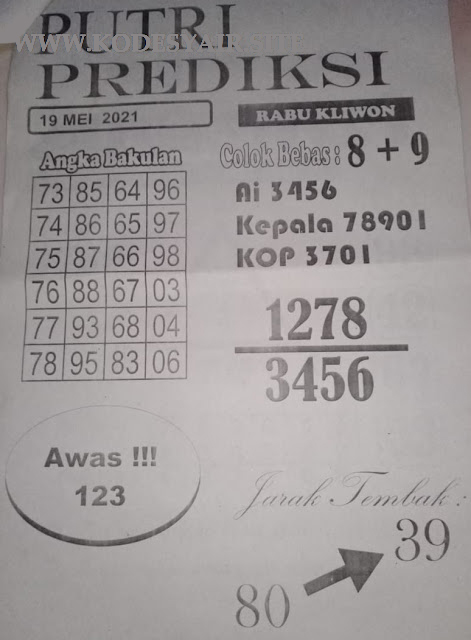 PUTRI
WWW.KODESYAIR.SITE
PREDIKSI
19 MEI 2021
RABU KLIWON
Angka Bakulan
73 85 64 96
74 86 65 97
75 87 66 98
76 88 67 03
77 93 68 04
78 95 83 06
Colok Bebas : 8 + 9
Ai 3456
Kepala 78901
KOP 3701
1278
3456
Awas !!!
123
Jarak Tembak :
39
80